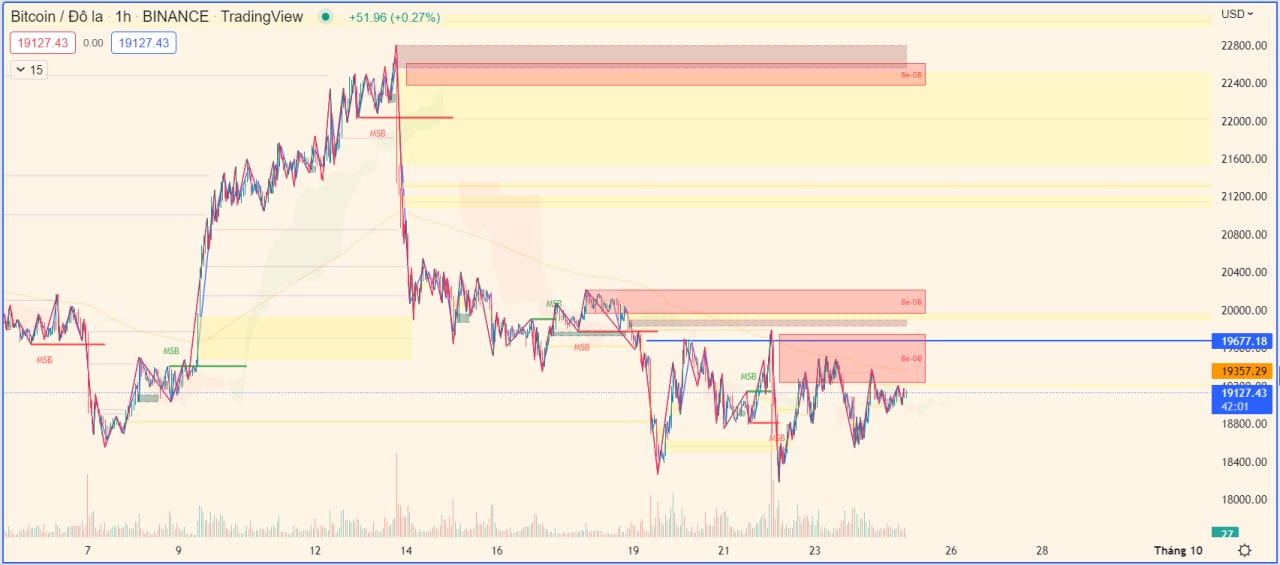 Bitcoin / Đô la · 1h · BINANCE · TradingView +51.96 (+0.27%)
USD
19127.43 0.00 19127.43
15
22800.00
Be-OB
22400.00
22000.00
MSB
21600.00
21200.00
20800.00
20400.00
MSB
Be-OB
20000.00
19677.18
MSB
MSB
MSB
Be-OB
19357.29
MSB
19127.43
42:01
18800.00
MSB
18400.00
18000.00
27
7 9 12 14 16 19 21 23 26 28 Tháng 10